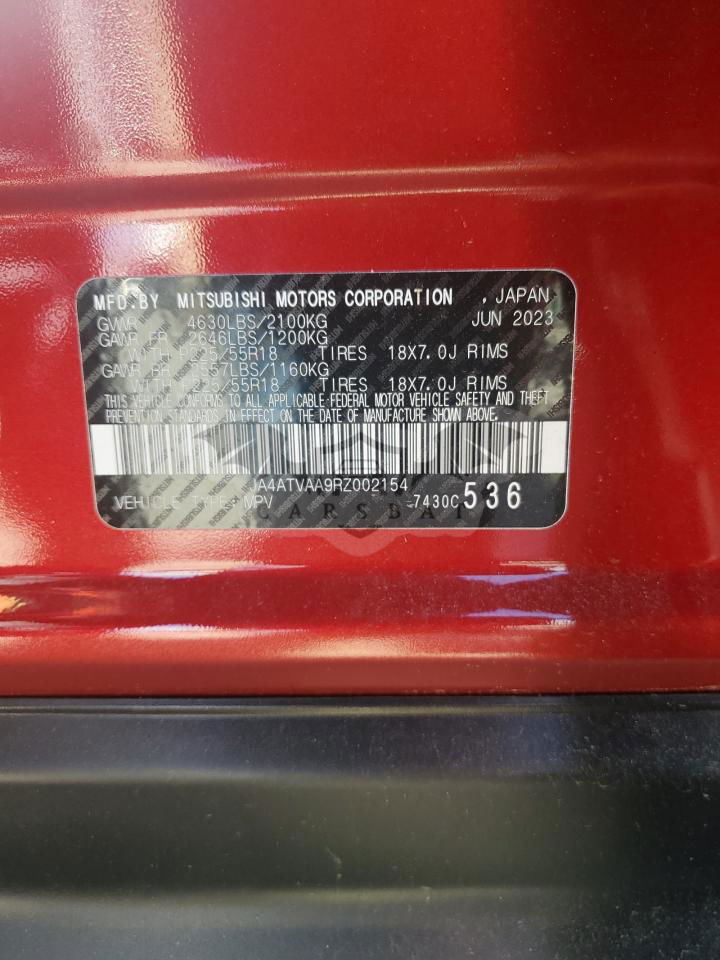 MFD.BY MITSUBISHI MOTORS CORPORATION , JAPAN
GVWR 4630LBS/2100KG JUN 2023
GAWR FR 2646LBS/1200KG
WITH P225/55R18 TIRES 18X7.0J RIMS
GAWR RR 2557LBS/1160KG
WITH P225/55R18 TIRES 18X7.0J RIMS
THIS VEHICLE CONFORMS TO ALL APPLICABLE FEDERAL MOTOR VEHICLE SAFETY AND THEFT
PREVENTION STANDARDS IN EFFECT ON THE DATE OF MANUFACTURE SHOWN ABOVE.
JA4ATVAA9RZ002154
VEHICLE TYPE: MPV 7430C 536
CARSBAT